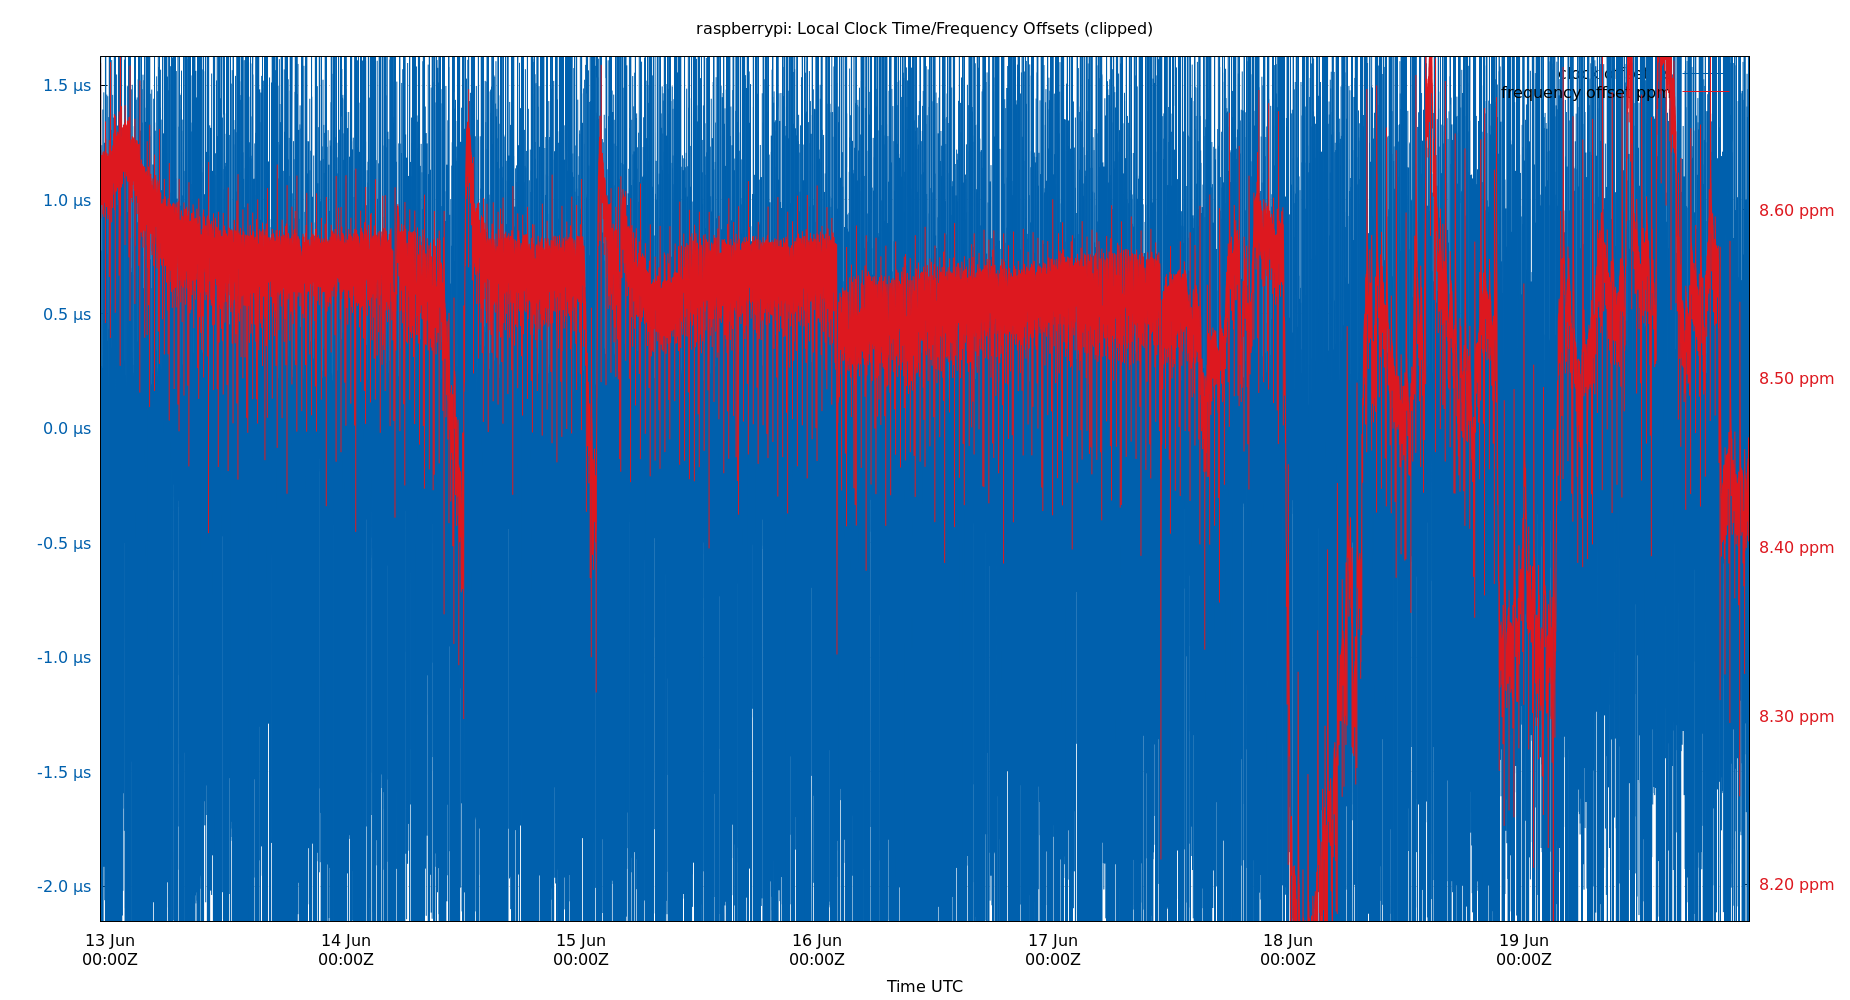 raspberrypi: Local Clock Time/Frequency Offsets (clipped)
1.5 µs
1.0 µs
0.5 µs
0.0 µs
-0.5 µs
-1.0 µs
-1.5 µs
-2.0 µs
clock offset
frequency offset ppm
8.60 ppm
8.50 ppm
8.40 ppm
8.30 ppm
8.20 ppm
13 Jun 14 Jun 15 Jun 16 Jun 17 Jun 18 Jun 19 Jun
00:00Z 00:00Z 00:00Z 00:00Z 00:00Z 00:00Z 00:00Z
Time UTC